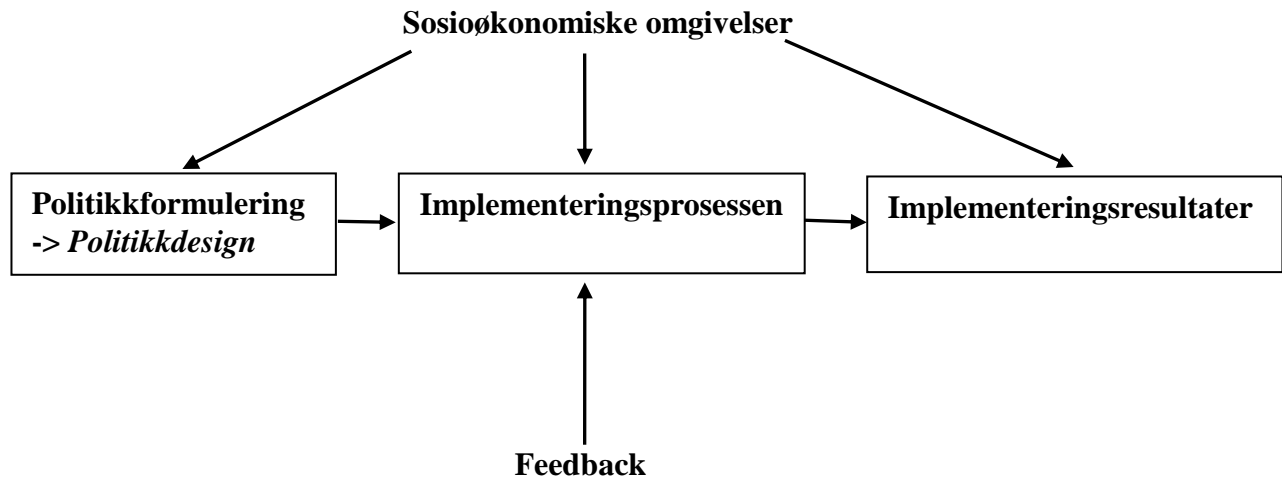 Sosioøkonomiske omgivelser
Politikkformulering
-> Politikkdesign
Implementeringsprosessen
Implementeringsresultater
Feedback